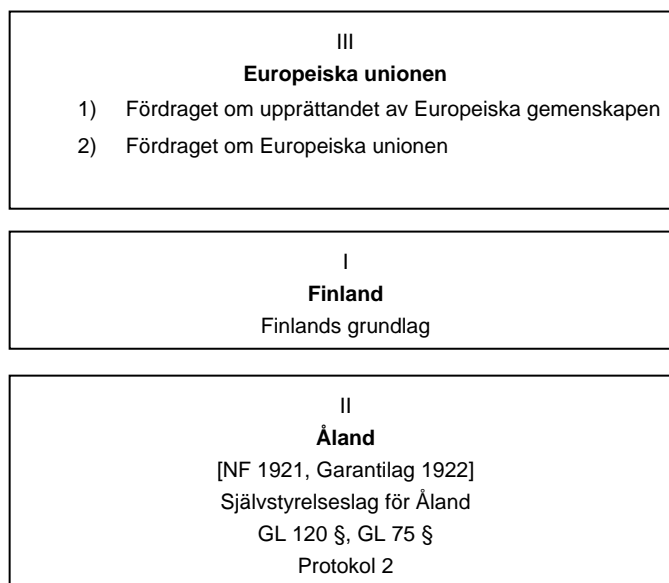 III
Europeiska unionen
1) Fördraget om upprättandet av Europeiska gemenskapen
2) Fördraget om Europeiska unionen
I
Finland
Finlands grundlag
II
Åland
[NF 1921, Garantilag 1922]
Självstyrelseslag för Åland
GL 120 §, GL 75 §
Protokol 2